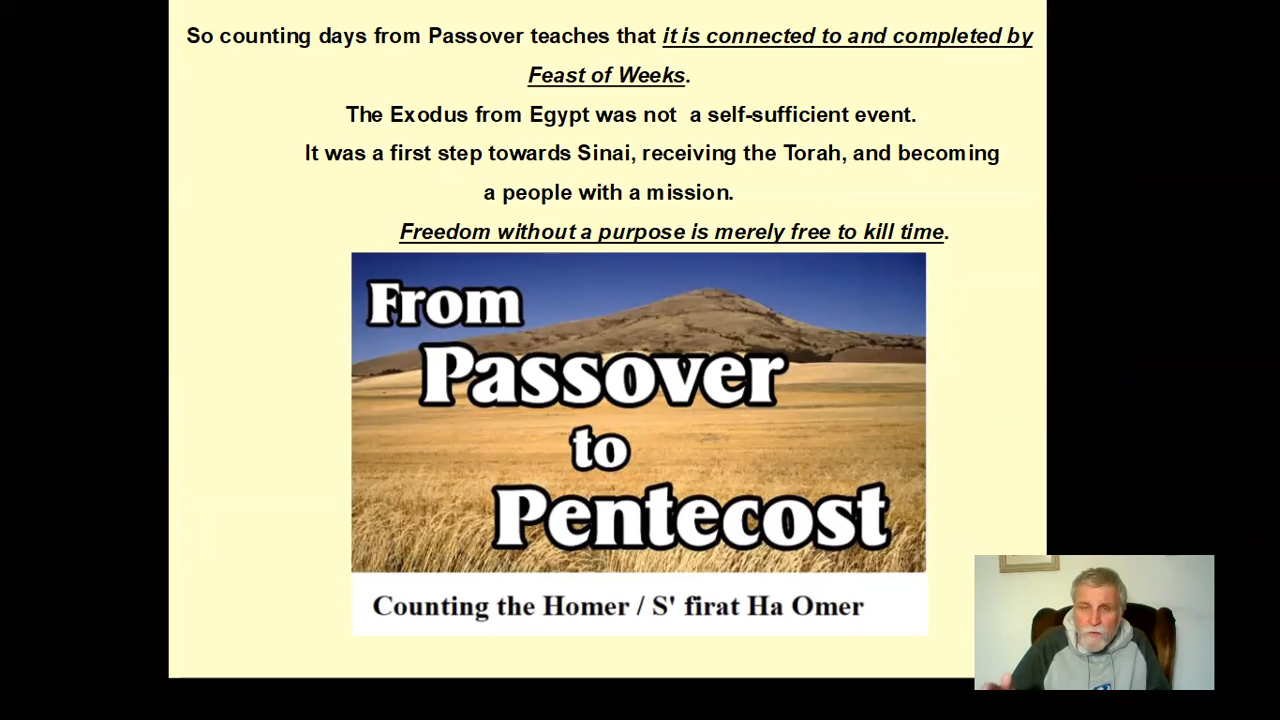 So counting days from Passover teaches that it is connected to and completed by
Feast of Weeks.
The Exodus from Egypt was not a self-sufficient event.
It was a first step towards Sinai, receiving the Torah, and becoming
a people with a mission.
Freedom without a purpose is merely free to kill time.
From
Passover
to
Pentecost
Counting the Homer / S' firat Ha Omer